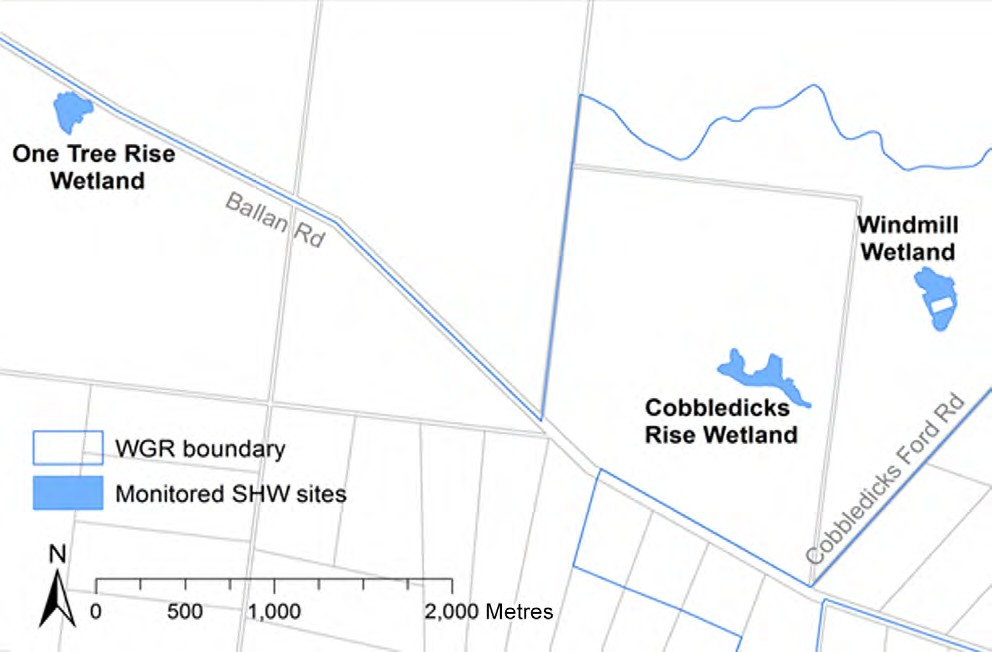 One Tree Rise
Wetland
Ballan Rd
Windmill
Wetland
Cobbledicks
Rise Wetland
Cobbledicks Ford Rd
WGR boundary
Monitored SHW sites
N
0 500 1,000 2,000 Metres